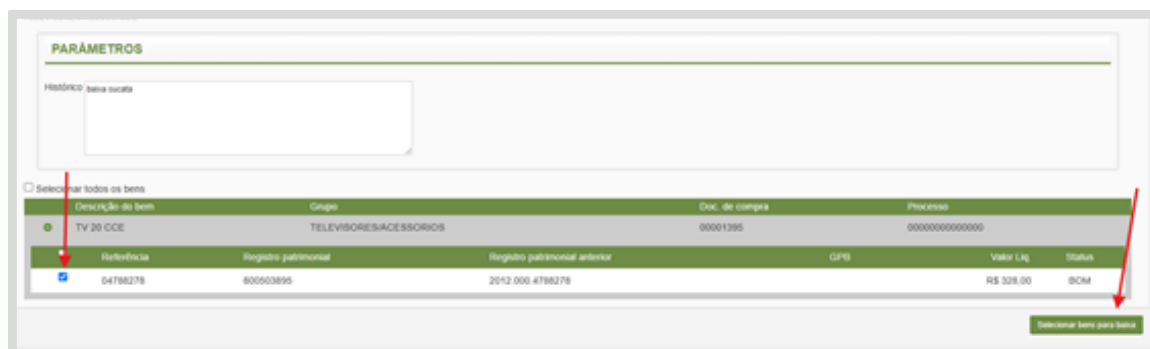 PARÂMETROS
Histórico baixa sucata
Selecionar todos os bens
Descrição do bem Grupo Doc. de compra Processo
TV 20 CCE TELEVISORES/ACESSORIOS 00001395 00000000000000
Referência Registro patrimonial Registro patrimonial anterior GPB Valor Liq. Status
04788278 800503895 2012.000.4788278 R$ 328,00 BOM
Selecionar bens para baixa